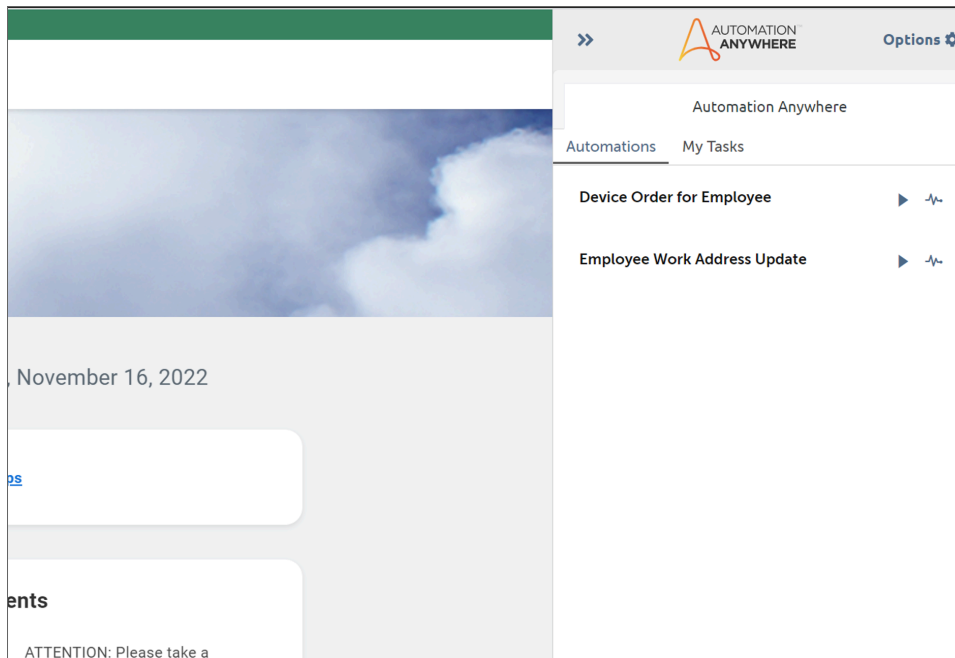 AUTOMATION™
ANYWHERE
Options
Automation Anywhere
Automations My Tasks
Device Order for Employee
Employee Work Address Update
, November 16, 2022
ps
ents
ATTENTION: Please take a